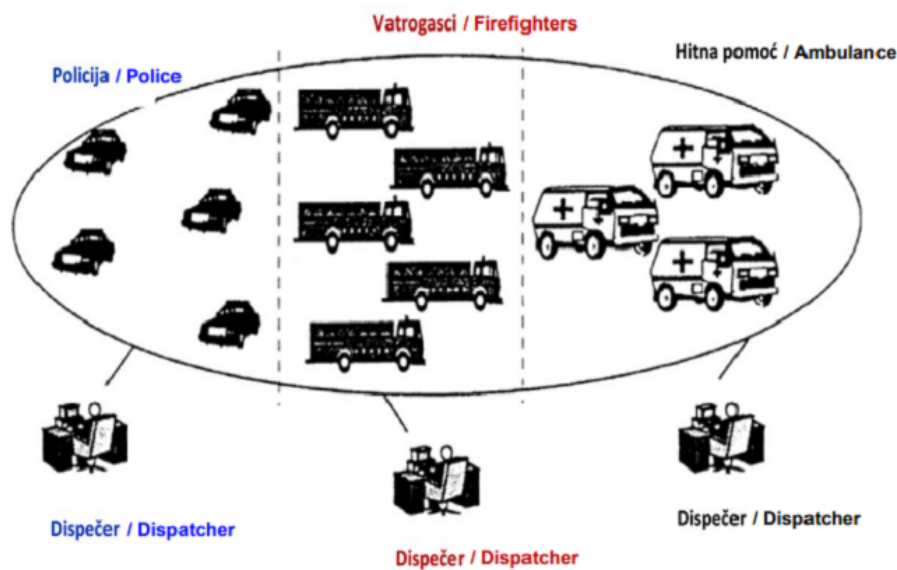 Vatrogasci / Firefighters
Hitna pomoć / Ambulance
Policija / Police
Dispečer / Dispatcher
Dispečer / Dispatcher
Dispečer / Dispatcher